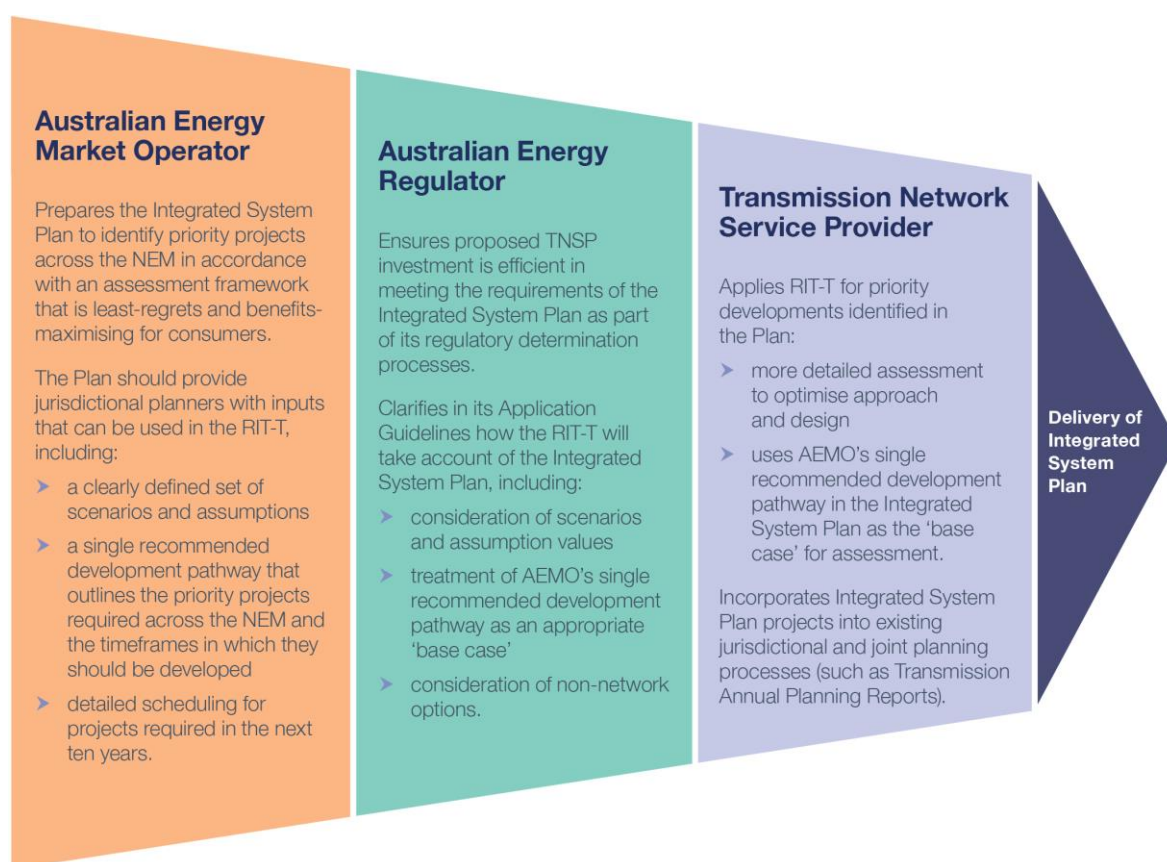 Australian Energy
Market Operator
Prepares the Integrated System
Plan to identify priority projects
across the NEM in accordance
with an assessment framework
that is least-regrets and benefits-
maximising for consumers.
The Plan should provide
jurisdictional planners with inputs
that can be used in the RIT-T,
including:
➤ a clearly defined set of
scenarios and assumptions
➤ a single recommended
development pathway that
outlines the priority projects
required across the NEM and
the timeframes in which they
should be developed
➤ detailed scheduling for
projects required in the next
ten years.
Australian Energy
Regulator
Ensures proposed TNSP
investment is efficient in
meeting the requirements of the
Integrated System Plan as part
of its regulatory determination
processes.
Clarifies in its Application
Guidelines how the RIT-T will
take account of the Integrated
System Plan, including:
➤ consideration of scenarios
and assumption values
➤ treatment of AEMO's single
recommended development
pathway as an appropriate
'base case'
➤ consideration of non-network
options.
Transmission Network
Service Provider
Applies RIT-T for priority
developments identified in
the Plan:
➤ more detailed assessment
to optimise approach
and design
➤ uses AEMO's single
recommended development
pathway in the Integrated
System Plan as the 'base
case' for assessment.
Incorporates Integrated System
Plan projects into existing
jurisdictional and joint planning
processes (such as Transmission
Annual Planning Reports).
Delivery of
Integrated
System
Plan